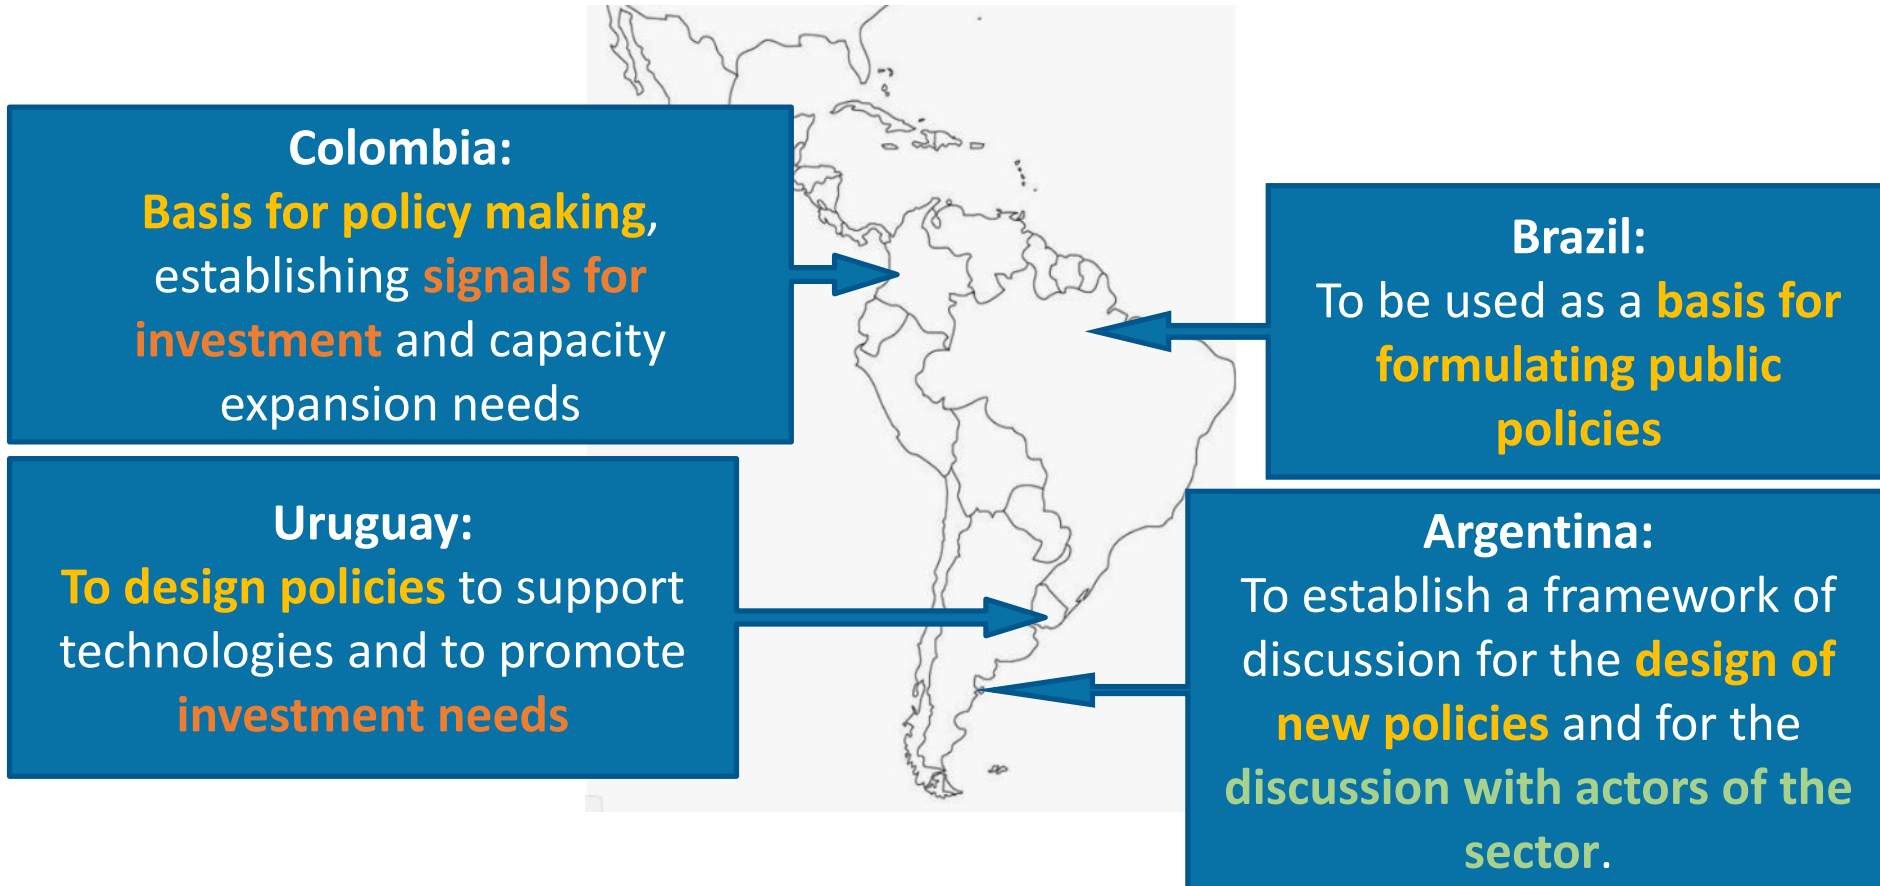 Colombia:
Basis for policy making,
establishing signals for
investment and capacity
expansion needs
Uruguay:
To design policies to support
technologies and to promote
investment needs
Brazil:
To be used as a basis for
formulating public
policies
Argentina:
To establish a framework of
discussion for the design of
new policies and for the
discussion with actors of the
sector.